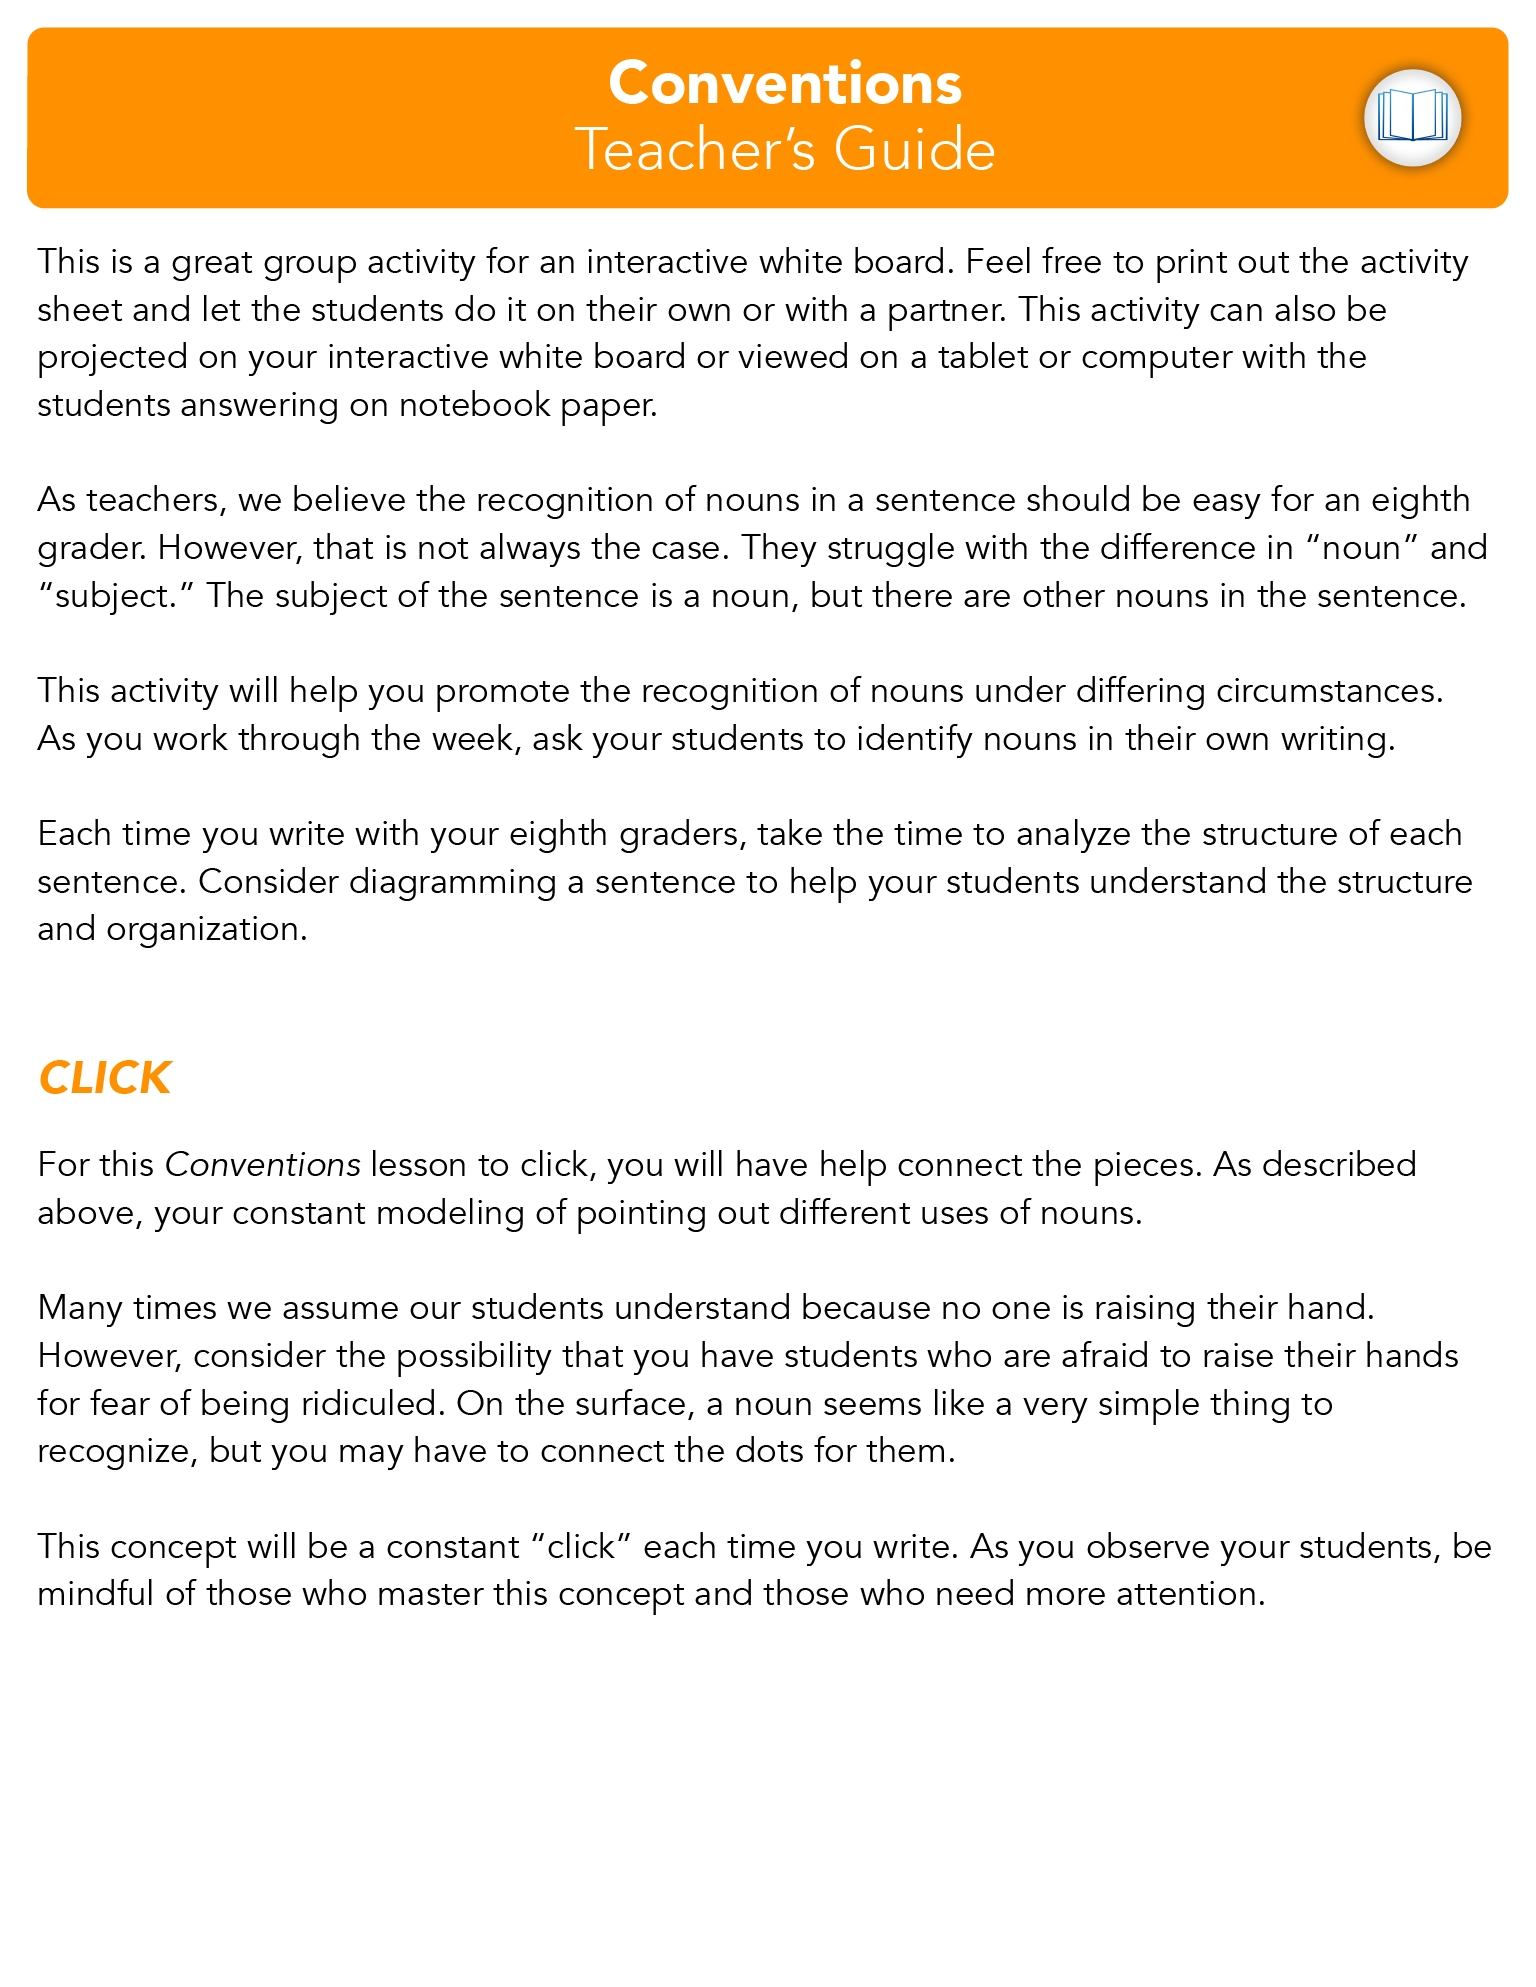 Conventions
Teacher’s Guide
This is a great group activity for an interactive white board. Feel free to print out the activity
sheet and let the students do it on their own or with a partner. This activity can also be
projected on your interactive white board or viewed on a tablet or computer with the
students answering on notebook paper.
As teachers, we believe the recognition of nouns in a sentence should be easy for an eighth
grader. However, that is not always the case. They struggle with the difference in “noun” and
“subject.” The subject of the sentence is a noun, but there are other nouns in the sentence.
This activity will help you promote the recognition of nouns under differing circumstances.
As you work through the week, ask your students to identify nouns in their own writing.
Each time you write with your eighth graders, take the time to analyze the structure of each
sentence. Consider diagramming a sentence to help your students understand the structure
and organization.
CLICK
For this Conventions lesson to click, you will have help connect the pieces. As described
above, your constant modeling of pointing out different uses of nouns.
Many times we assume our students understand because no one is raising their hand.
However, consider the possibility that you have students who are afraid to raise their hands
for fear of being ridiculed. On the surface, a noun seems like a very simple thing to
recognize, but you may have to connect the dots for them.
This concept will be a constant “click” each time you write. As you observe your students, be
mindful of those who master this concept and those who need more attention.